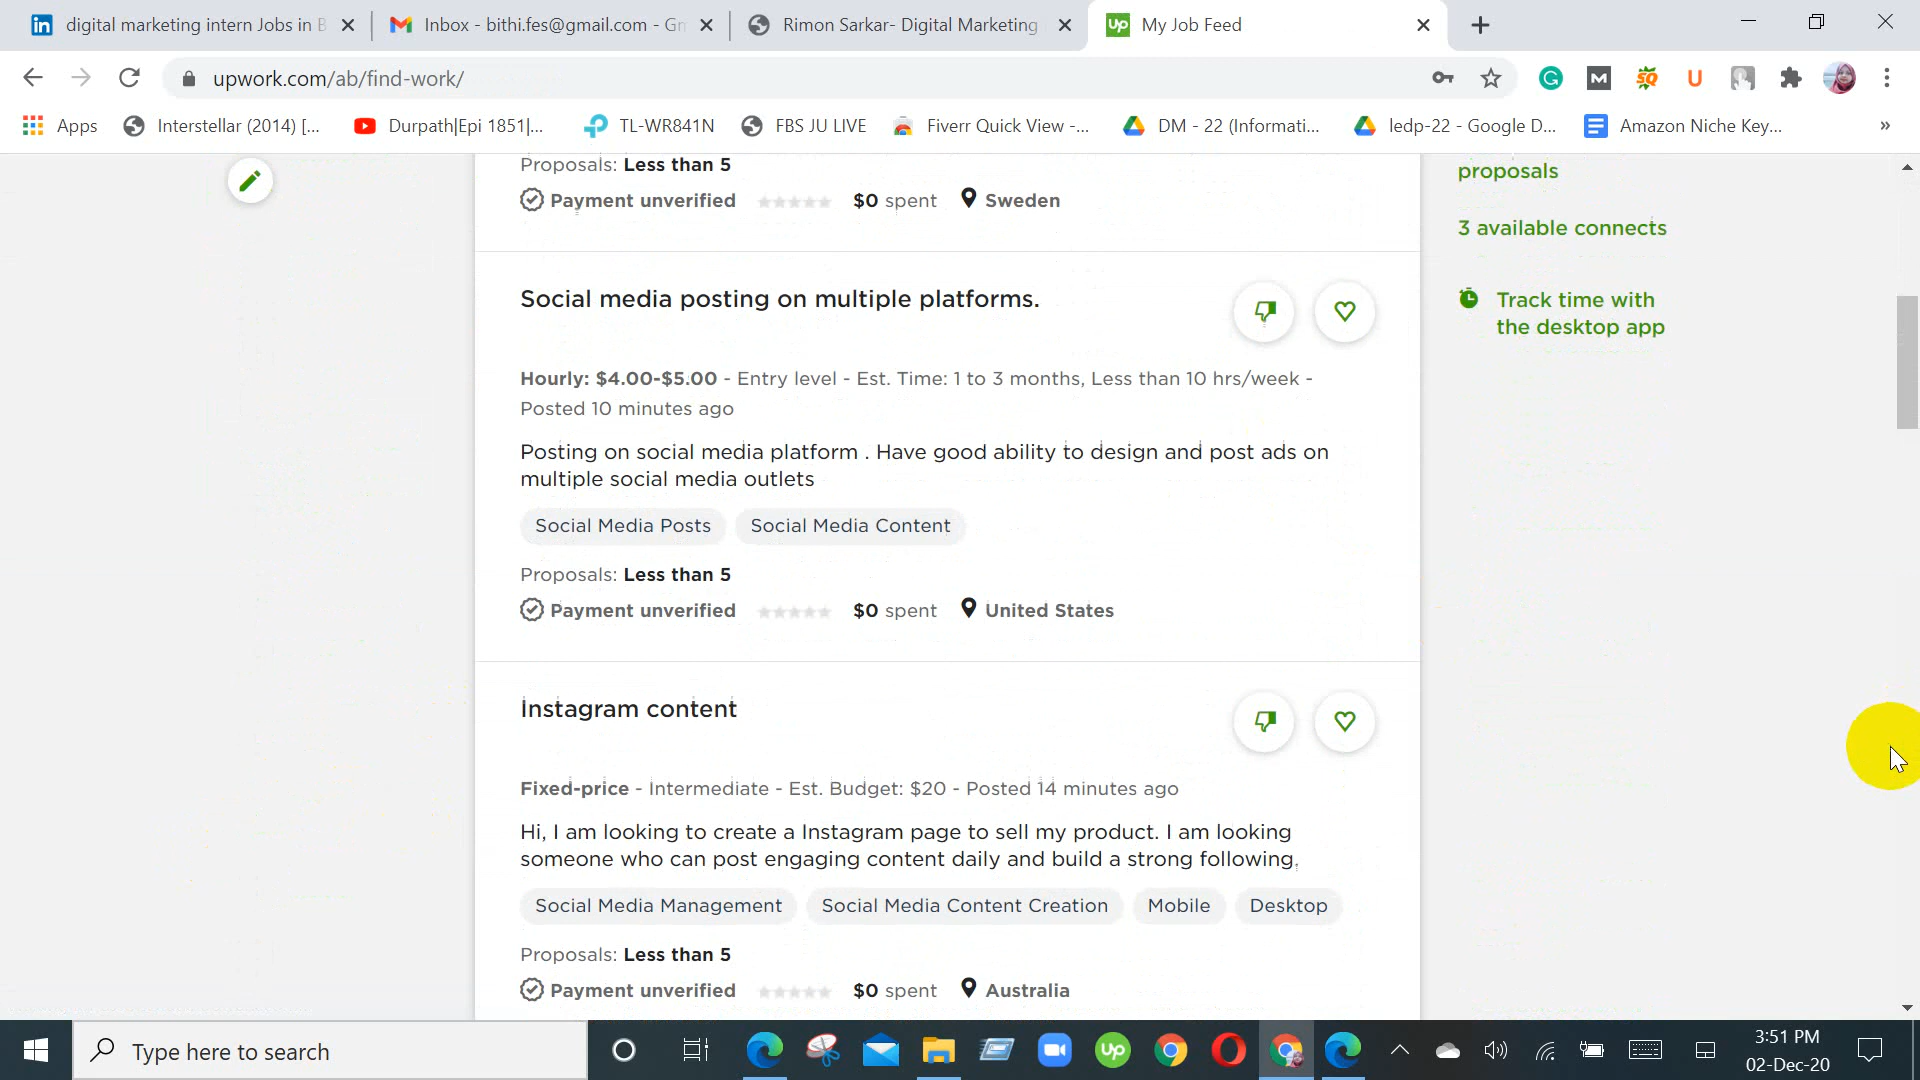 digital marketing intern Jobs in B
Inbox - bithi.fes@gmail.com - Gm
Rimon Sarkar- Digital Marketing
My Job Feed
upwork.com/ab/find-work/
Apps
Interstellar (2014) [...
Durpath|Epi 1851|...
TL-WR841N
FBS JU LIVE
Fiverr Quick View -...
DM - 22 (Informati...
ledp-22 - Google D...
Amazon Niche Key...
»
Proposals: Less than 5
Payment unverified $0 spent Sweden
proposals
3 available connects
Track time with
the desktop app
Social media posting on multiple platforms.
Hourly: $4.00-$5.00 - Entry level - Est. Time: 1 to 3 months, Less than 10 hrs/week -
Posted 10 minutes ago
Posting on social media platform . Have good ability to design and post ads on
multiple social media outlets
Social Media Posts Social Media Content
Proposals: Less than 5
Payment unverified $0 spent United States
Instagram content
Fixed-price - Intermediate - Est. Budget: $20 - Posted 14 minutes ago
Hi, I am looking to create a Instagram page to sell my product. I am looking
someone who can post engaging content daily and build a strong following.
Social Media Management Social Media Content Creation Mobile Desktop
Proposals: Less than 5
Payment unverified $0 spent Australia
Type here to search
3:51 PM
02-Dec-20